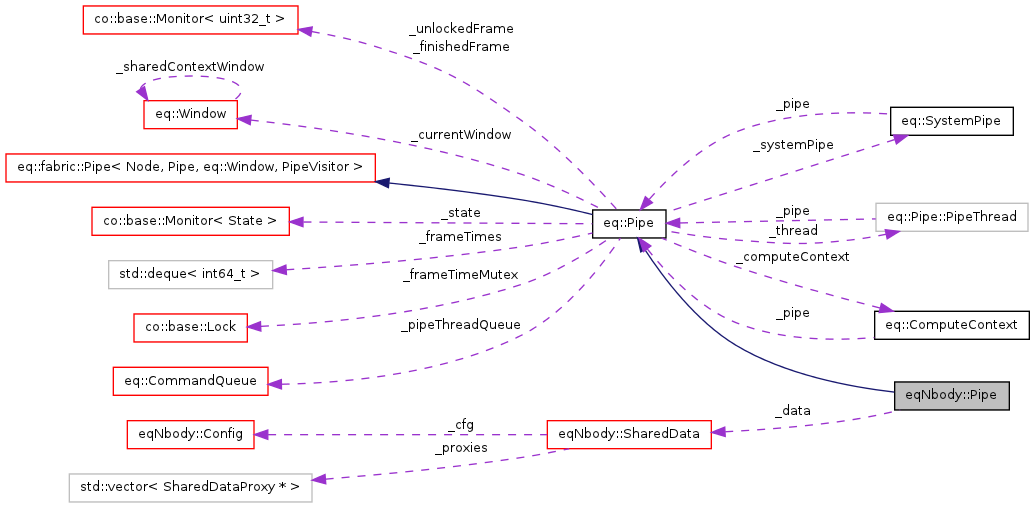 co::base::Monitor< uint32_t >
_unlockedFrame
_finishedFrame
_sharedContextWindow
eq::Window
_currentWindow
_pipe
eq::SystemPipe
_systemPipe
eq::fabric::Pipe< Node, Pipe, eq::Window, PipeVisitor >
co::base::Monitor< State >
_state
eq::Pipe
_pipe
eq::Pipe::PipeThread
_thread
_frameTimes
std::deque< int64_t >
_computeContext
_frameTimeMutex
co::base::Lock
_pipe
eq::ComputeContext
_pipeThreadQueue
eq::CommandQueue
eqNbody::Pipe
_data
eqNbody::Config
_cfg
eqNbody::SharedData
_proxies
std::vector< SharedDataProxy * >